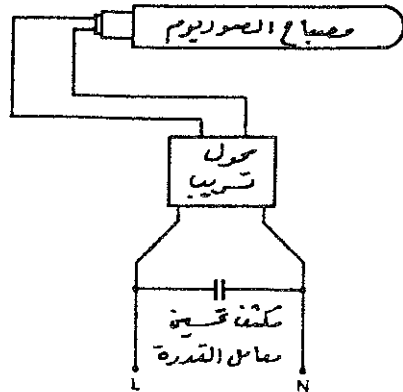 مصباح الصوديوم
محول
تسريب
مكثف تحسين
معامل القدرة
L N